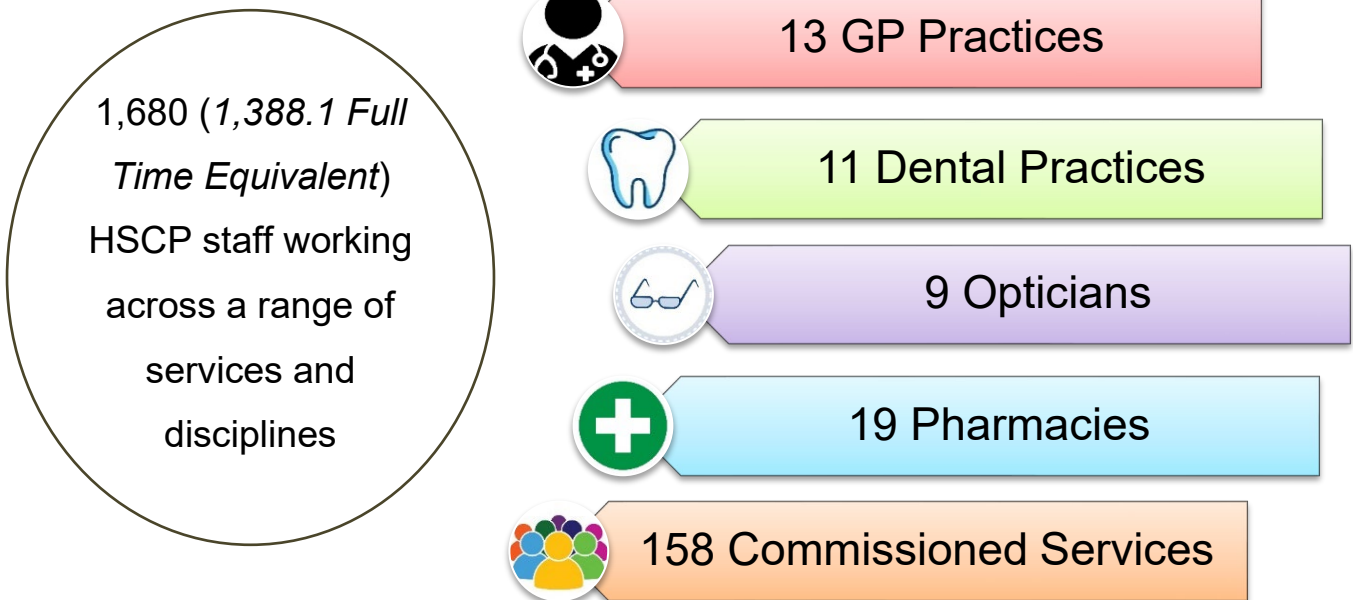 1,680 (1,388.1 Full
Time Equivalent)
HSCP staff working
across a range of
services and
disciplines
13 GP Practices
11 Dental Practices
9 Opticians
19 Pharmacies
158 Commissioned Services